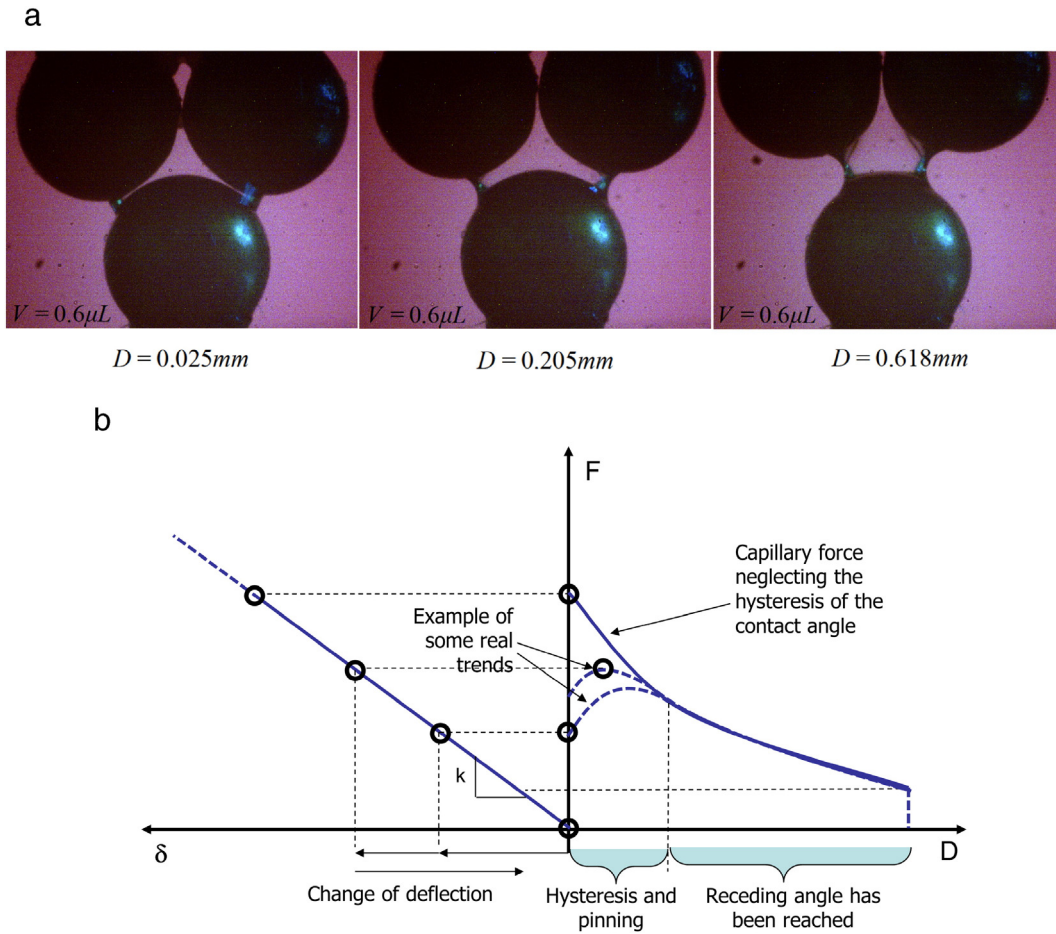 a
V = 0.6μL
V = 0.6μL
V = 0.6μL
D = 0.025mm
D = 0.205mm
D = 0.618mm
b
F
Capillary force
neglecting the
hysteresis of the
contact angle
Example of
some real
trends
k
δ
D
Change of deflection
Hysteresis and
pinning
Receding angle has
been reached